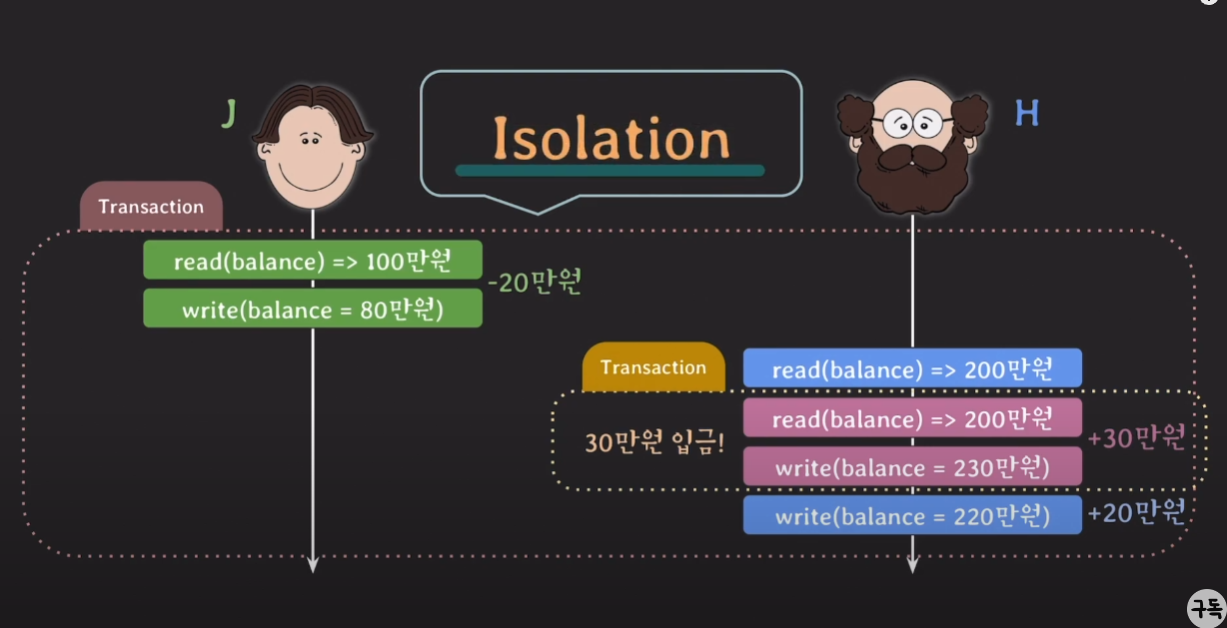 J
Isolation
H
Transaction
read(balance) => 100만원
-20만원
write(balance = 80만원)
Transaction
read(balance) => 200만원
read(balance) => 200만원
30만원 입금!
+30만원
write(balance = 230만원)
write(balance = 220만원)
+20만원
구독